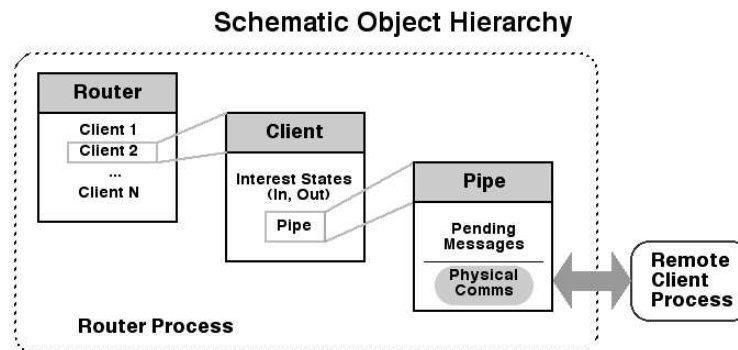 Schematic Object Hierarchy
Router
Client 1
Client 2
...
Client N
Client
Interest States
(In, Out)
Pipe
Pipe
Pending
Messages
Physical
Comms
Remote
Client
Process
Router Process